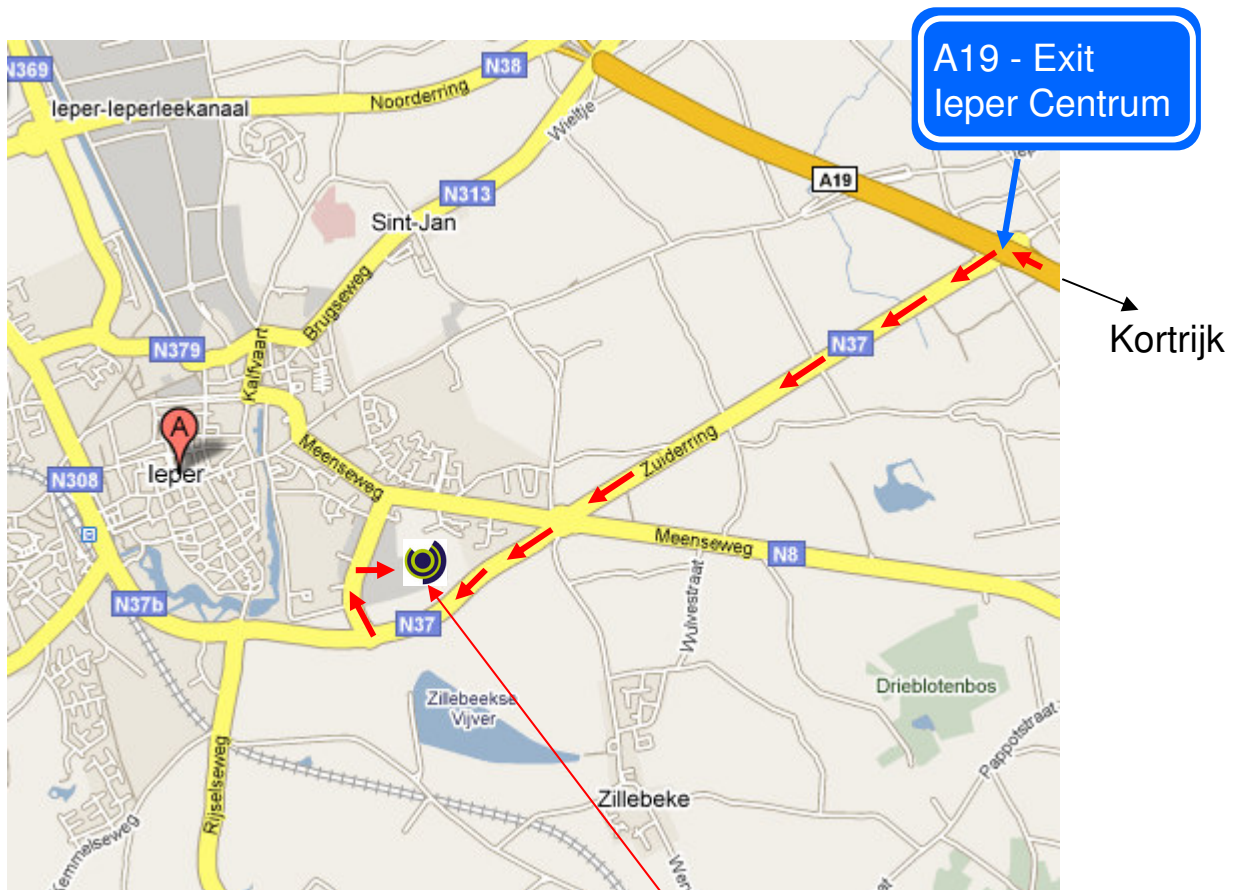 A19 - Exit
Ieper Centrum
N369
N38
Noorderring
Ieper-Ieperleekanaal
Wieltje
A19
N313
Sint-Jan
Brugseweg
N37
Kortrijk
N379
Kalfvaart
A
Ieper
Meenseweg
Zuiderring
N308
Meenseweg
N8
Wulvestraat
N37b
N37
Drieblotenbos
Zillebeekse
Vijver
Pappotstraat
Rijselseweg
Zillebeke
Kemmelseweg